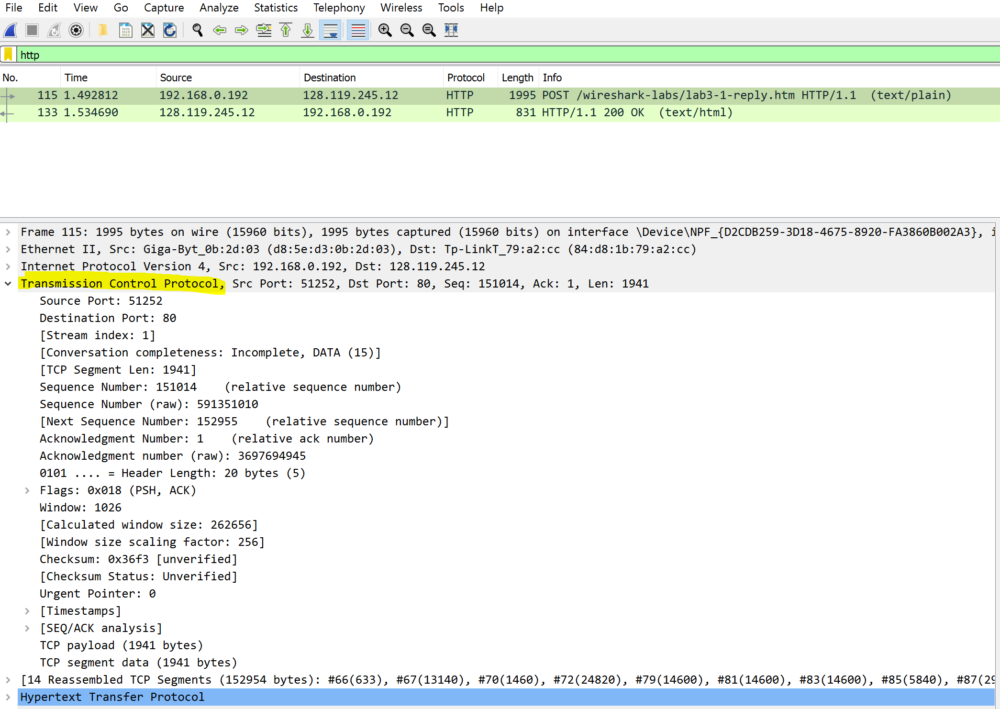 File Edit View Go Capture Analyze Statistics Telephony Wireless Tools Help
http
No. Time Source Destination Protocol Length Info
115 1.492812 192.168.0.192 128.119.245.12 HTTP 1995 POST /wireshark-labs/lab3-1-reply.htm HTTP/1.1 (text/plain)
133 1.534690 128.119.245.12 192.168.0.192 HTTP 831 HTTP/1.1 200 OK (text/html)
Frame 115: 1995 bytes on wire (15960 bits), 1995 bytes captured (15960 bits) on interface \Device\NPF_{D2CDB259-3D18-4675-8920-FA3860B002A3}, i
Ethernet II, Src: Giga-Byt_0b:2d:03 (d8:5e:d3:0b:2d:03), Dst: Tp-LinkT_79:a2:cc (84:d8:1b:79:a2:cc)
Internet Protocol Version 4, Src: 192.168.0.192, Dst: 128.119.245.12
Transmission Control Protocol, Src Port: 51252, Dst Port: 80, Seq: 151014, Ack: 1, Len: 1941
Source Port: 51252
Destination Port: 80
[Stream index: 1]
[Conversation completeness: Incomplete, DATA (15)]
[TCP Segment Len: 1941]
Sequence Number: 151014 (relative sequence number)
Sequence Number (raw): 591351010
[Next Sequence Number: 152955 (relative sequence number)]
Acknowledgment Number: 1 (relative ack number)
Acknowledgment number (raw): 3697694945
0101 .... = Header Length: 20 bytes (5)
Flags: 0x018 (PSH, ACK)
Window: 1026
[Calculated window size: 262656]
[Window size scaling factor: 256]
Checksum: 0x36f3 [unverified]
[Checksum Status: Unverified]
Urgent Pointer: 0
[Timestamps]
[SEQ/ACK analysis]
TCP payload (1941 bytes)
TCP segment data (1941 bytes)
[14 Reassembled TCP Segments (152954 bytes): #66(633), #67(13140), #70(1460), #72(24820), #79(14600), #81(14600), #83(14600), #85(5840), #87(29
Hypertext Transfer Protocol